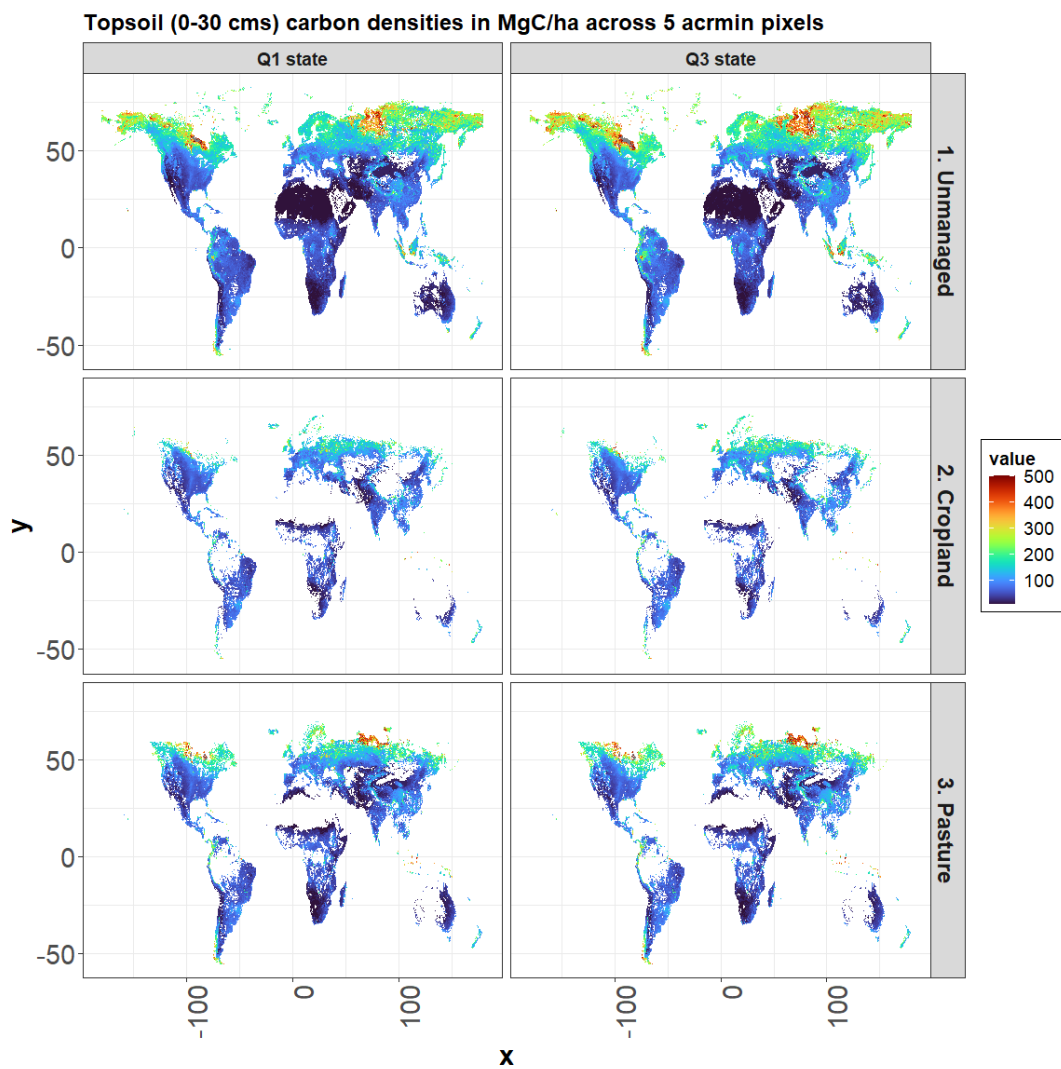 Topsoil (0-30 cms) carbon densities in MgC/ha across 5 acrmin pixels
Q1 state
Q3 state
50
0
-50
1. Unmanaged
50
0
-50
2. Cropland
50
0
-50
3. Pasture
y
-100
0
100
-100
0
100
x
value
500
400
300
200
100